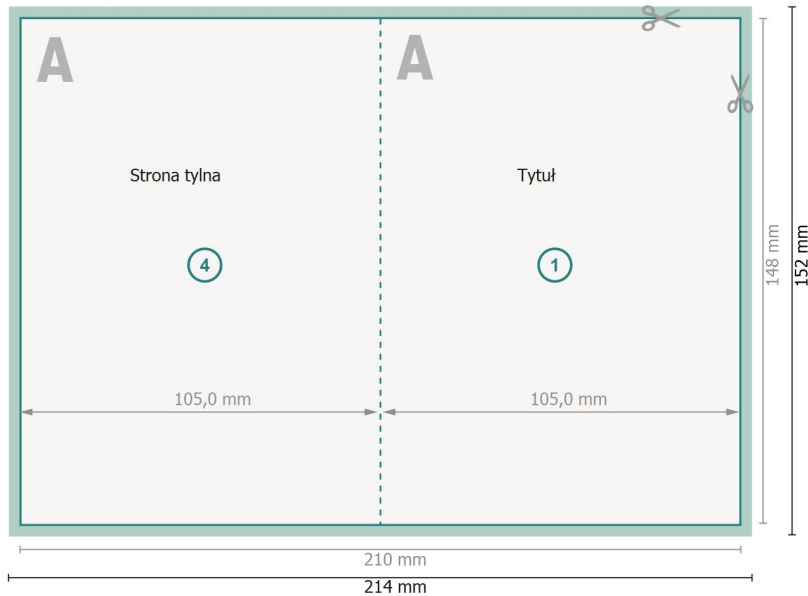 A
A
Strona tylna
Tytuł
4
1
148 mm
152 mm
105,0 mm
105,0 mm
210 mm
214 mm